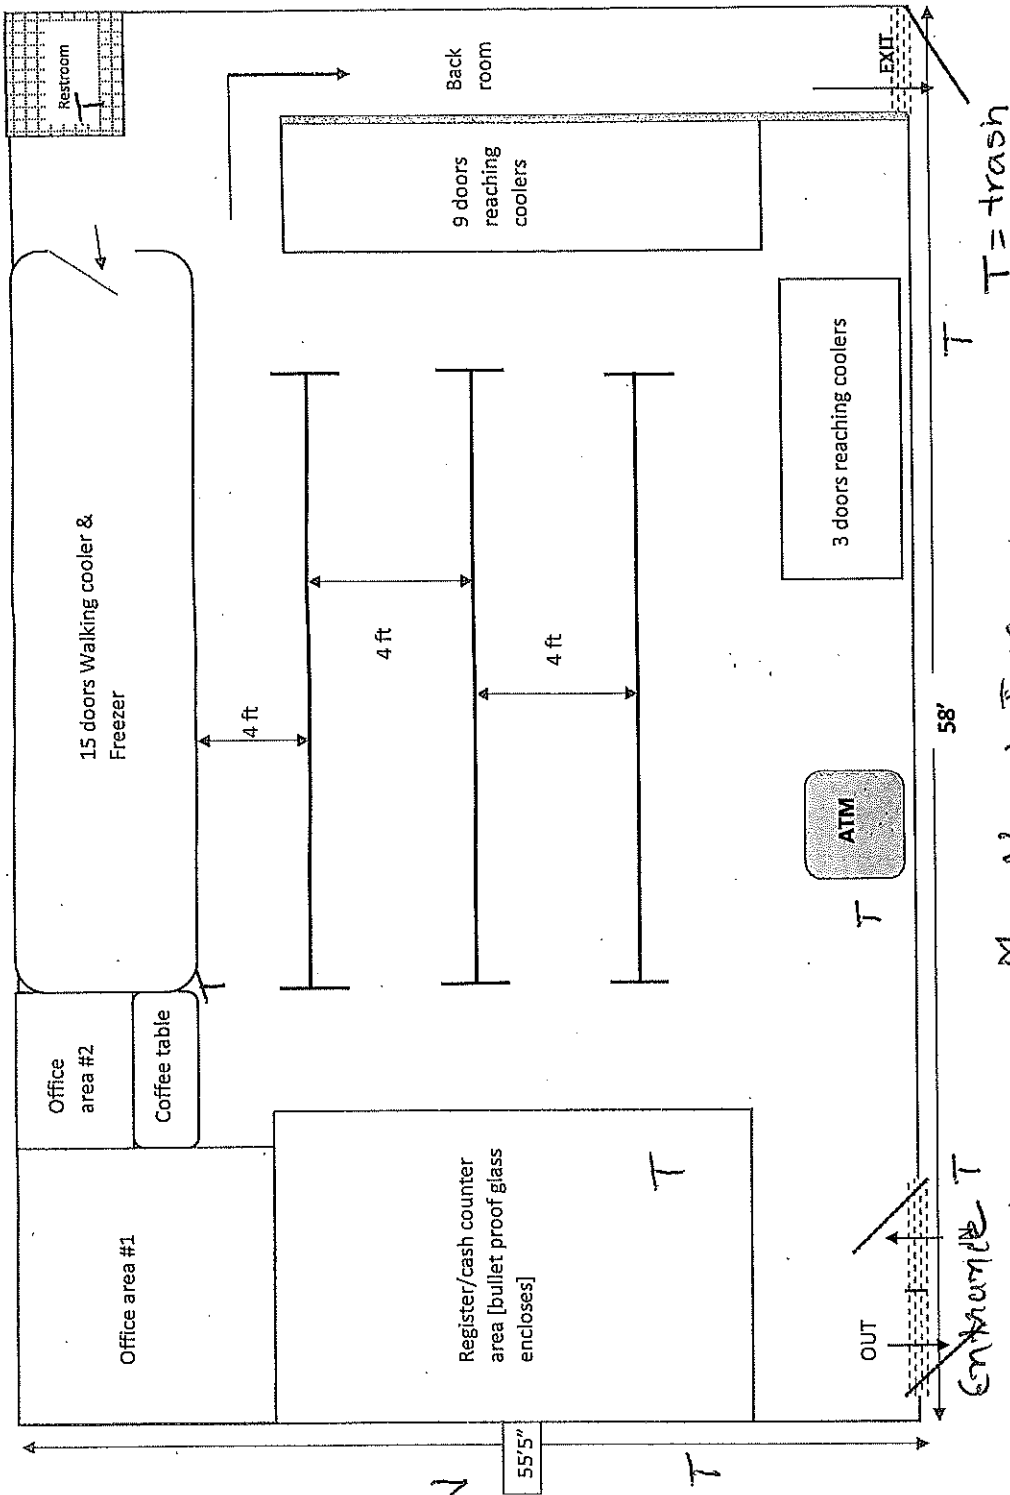 Office area #1
Office
area #2
Coffee table
T
15 doors Walking cooler &
Freezer
Restroom
T
4 ft
4 ft
4 ft
Back
room
9 doors
reaching
coolers
Register/cash counter
area [bullet proof glass
encloses]
T
ATM
T
3 doors reaching coolers
OUT
EXIT
Entrance
T
T
T = trash
58'
55'5"
T